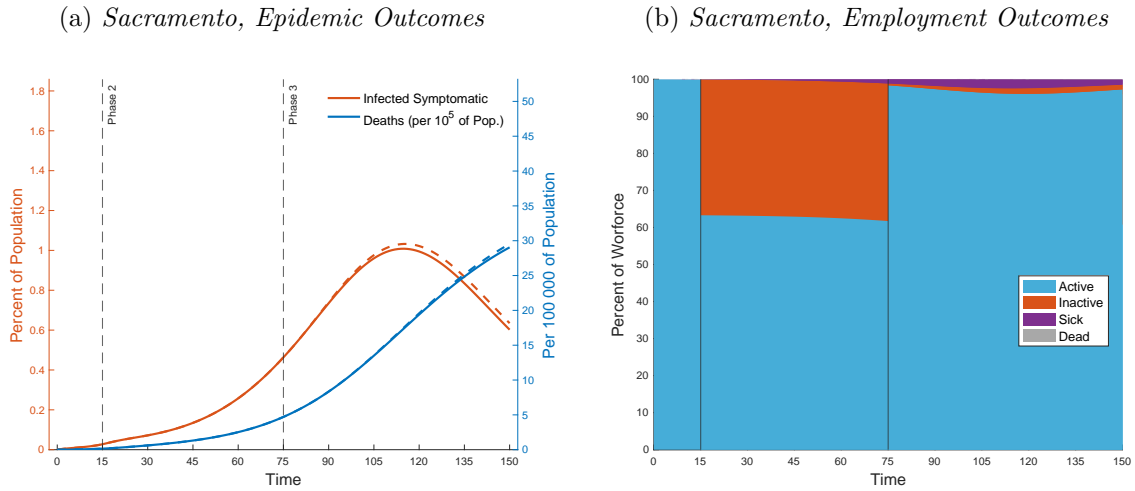 (a) Sacramento, Epidemic Outcomes
Percent of Population
1.8
1.6
1.4
1.2
1
0.8
0.6
0.4
0.2
0
Phase 2
Phase 3
Infected Symptomatic
Deaths (per 10^5 of Pop.)
50
45
40
35
30
25
20
15
10
5
0
Per 100 000 of Population
0 15 30 45 60 75 90 105 120 135 150
Time
(b) Sacramento, Employment Outcomes
Percent of Worforce
100
90
80
70
60
50
40
30
20
10
0
Active
Inactive
Sick
Dead
0 15 30 45 60 75 90 105 120 135 150
Time